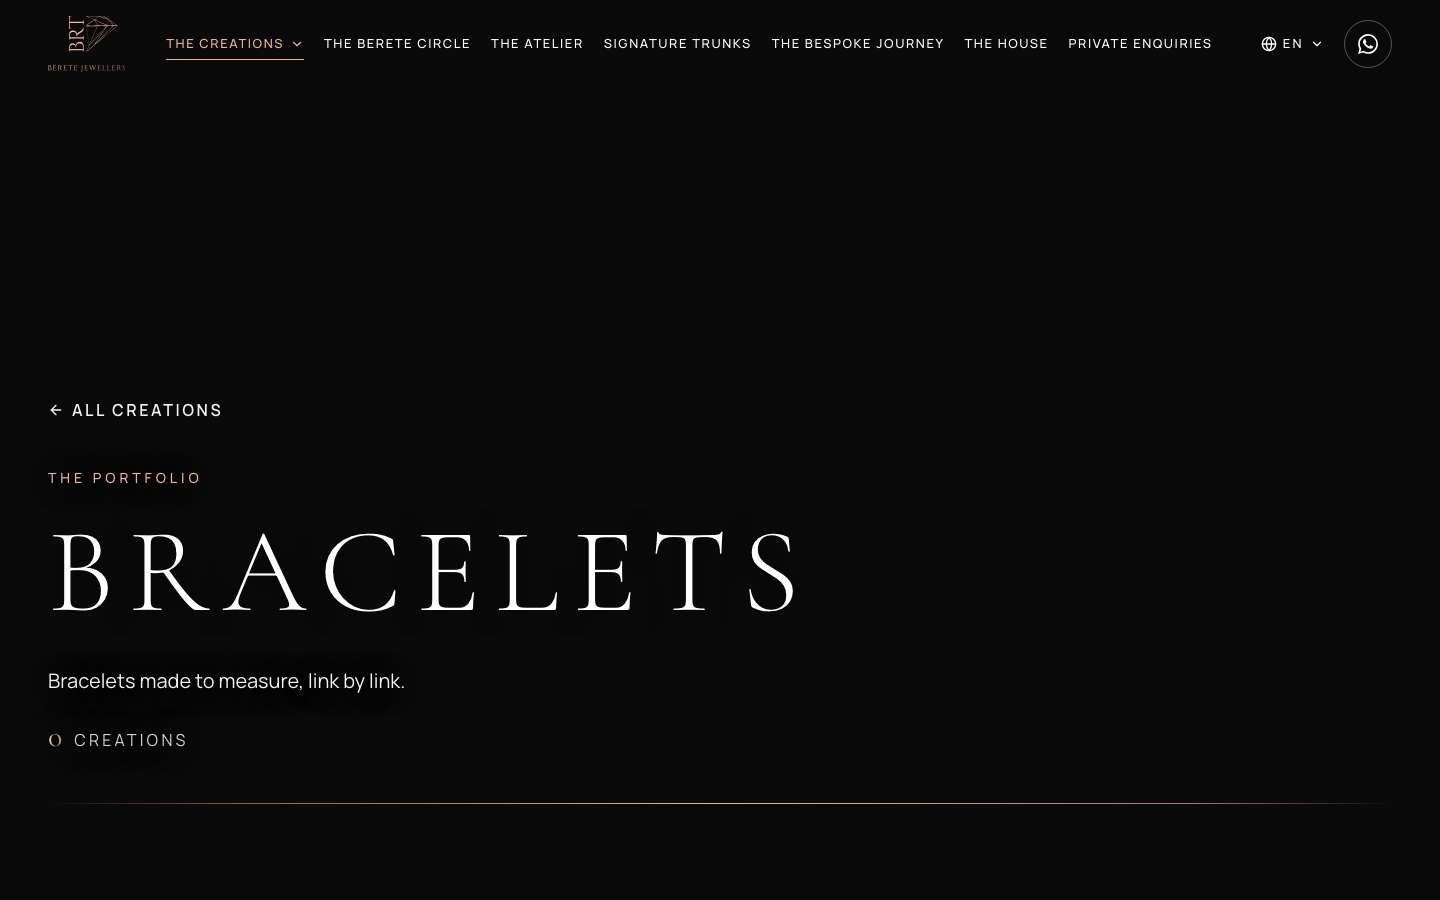 BRT
BERETE JEWELLERS
THE CREATIONS
THE BERETE CIRCLE
THE ATELIER
SIGNATURE TRUNKS
THE BESPOKE JOURNEY
THE HOUSE
PRIVATE ENQUIRIES
EN
ALL CREATIONS
THE PORTFOLIO
BRACELETS
Bracelets made to measure, link by link.
0 CREATIONS